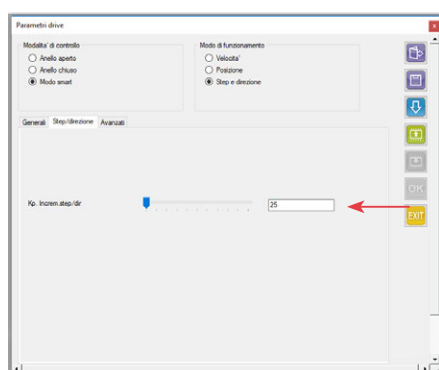 Parametri drive
Modalita' di controllo
Anello aperto
Anello chiuso
Modo smart
Modo di funzionamento
Velocita'
Posizione
Step e direzione
Generali Step/direzione Avanzati
Kp. Increm.step/dir
25
OK
EXIT